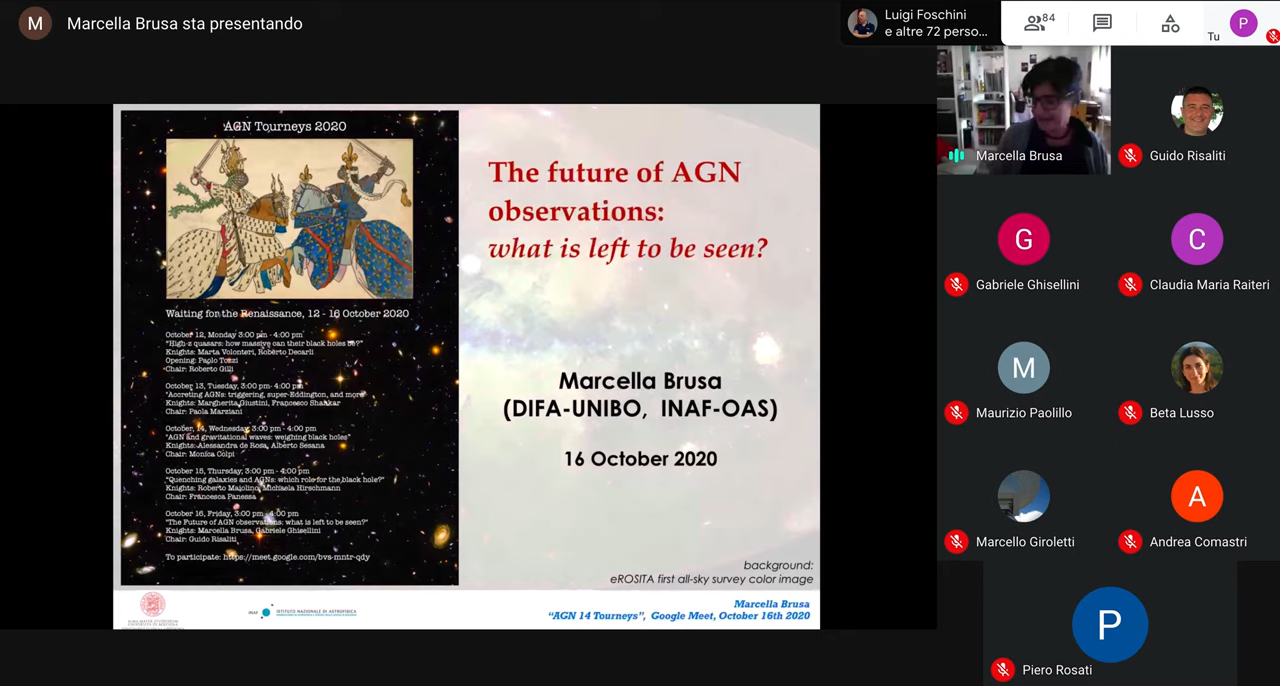 M
Marcella Brusa sta presentando
Luigi Foschini
e altre 72 perso...
84
Tu
P
AGN Tourneys 2020
Waiting for the Renaissance, 12 - 16 October 2020
October 12, Monday 3:00 pm - 4:00 pm
"High-z quasars: how massive can their black holes be?"
Knights: Marta Volonteri, Roberto Decarli
Opening: Paolo Tozzi
Chair: Roberto Gilli
October 13, Tuesday, 3:00 pm- 4:00 pm
"Accreting AGNs: triggering, super-Eddington, and more"
Knights: Margherita Giustini, Francesco Shankar
Chair: Paola Marziani
October, 14, Wednesday, 3:00 pm - 4:00 pm
"AGN and gravitational waves: weighing black holes"
Knights: Alessandra de Rosa, Alberto Sesana
Chair: Monica Colpi
October 15, Thursday, 3:00 pm - 4:00 pm
"Quenching galaxies and AGNs: which role for the black hole?"
Knights: Roberto Maiolino, Michaela Hirschmann
Chair: Francesca Panessa
October 16, Friday, 3:00 pm - 4:00 pm
"The Future of AGN observations: what is left to be seen?"
Knights: Marcella Brusa, Gabriele Ghisellini
Chair: Guido Risaliti
To participate: https://meet.google.com/bvs-mntr-qdy
The future of AGN
observations:
what is left to be seen?
Marcella Brusa
(DIFA-UNIBO, INAF-OAS)
16 October 2020
background:
eROSITA first all-sky survey color image
ALMA MATER STUDIORUM
UNIVERSITÀ DI BOLOGNA
INAF
ISTITUTO NAZIONALE DI ASTROFISICA
Marcella Brusa
“AGN 14 Tourneys”, Google Meet, October 16th 2020
Marcella Brusa
Guido Risaliti
G
Gabriele Ghisellini
C
Claudia Maria Raiteri
M
Maurizio Paolillo
Beta Lusso
Marcello Giroletti
A
Andrea Comastri
P
Piero Rosati